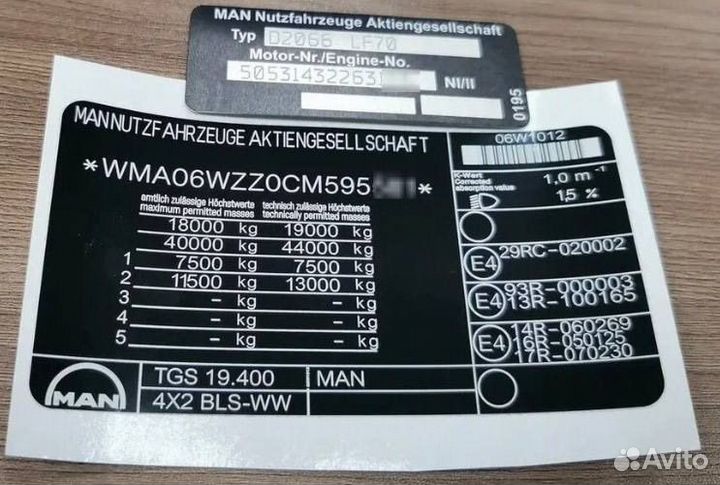 MAN Nutzfahrzeuge Aktiengesellschaft
Typ D2066 LF70
Motor-Nr./Engine-No.
50531432263 NI/II
0195
MAN NUTZFAHRZEUGE AKTIENGESELLSCHAFT
*WMA06WZZ0CM595 *
amtlich zulässige Höchstwerte technisch zulässige Höchstwerte
maximum permitted masses technically permitted masses
18000 kg 19000 kg
40000 kg 44000 kg
1 7500 kg 7500 kg
2 11500 kg 13000 kg
3 - kg - kg
4 - kg - kg
5 - kg - kg
MAN TGS 19.400 MAN
4X2 BLS-WW
06W1012
K-Wert
Corrected
absorption value
1,0 m-1
1,5 %
E4 29RC-020002
E4 93R-000003
13R-100165
E4 14R-060269
16R-050125
17R-070230
Avito